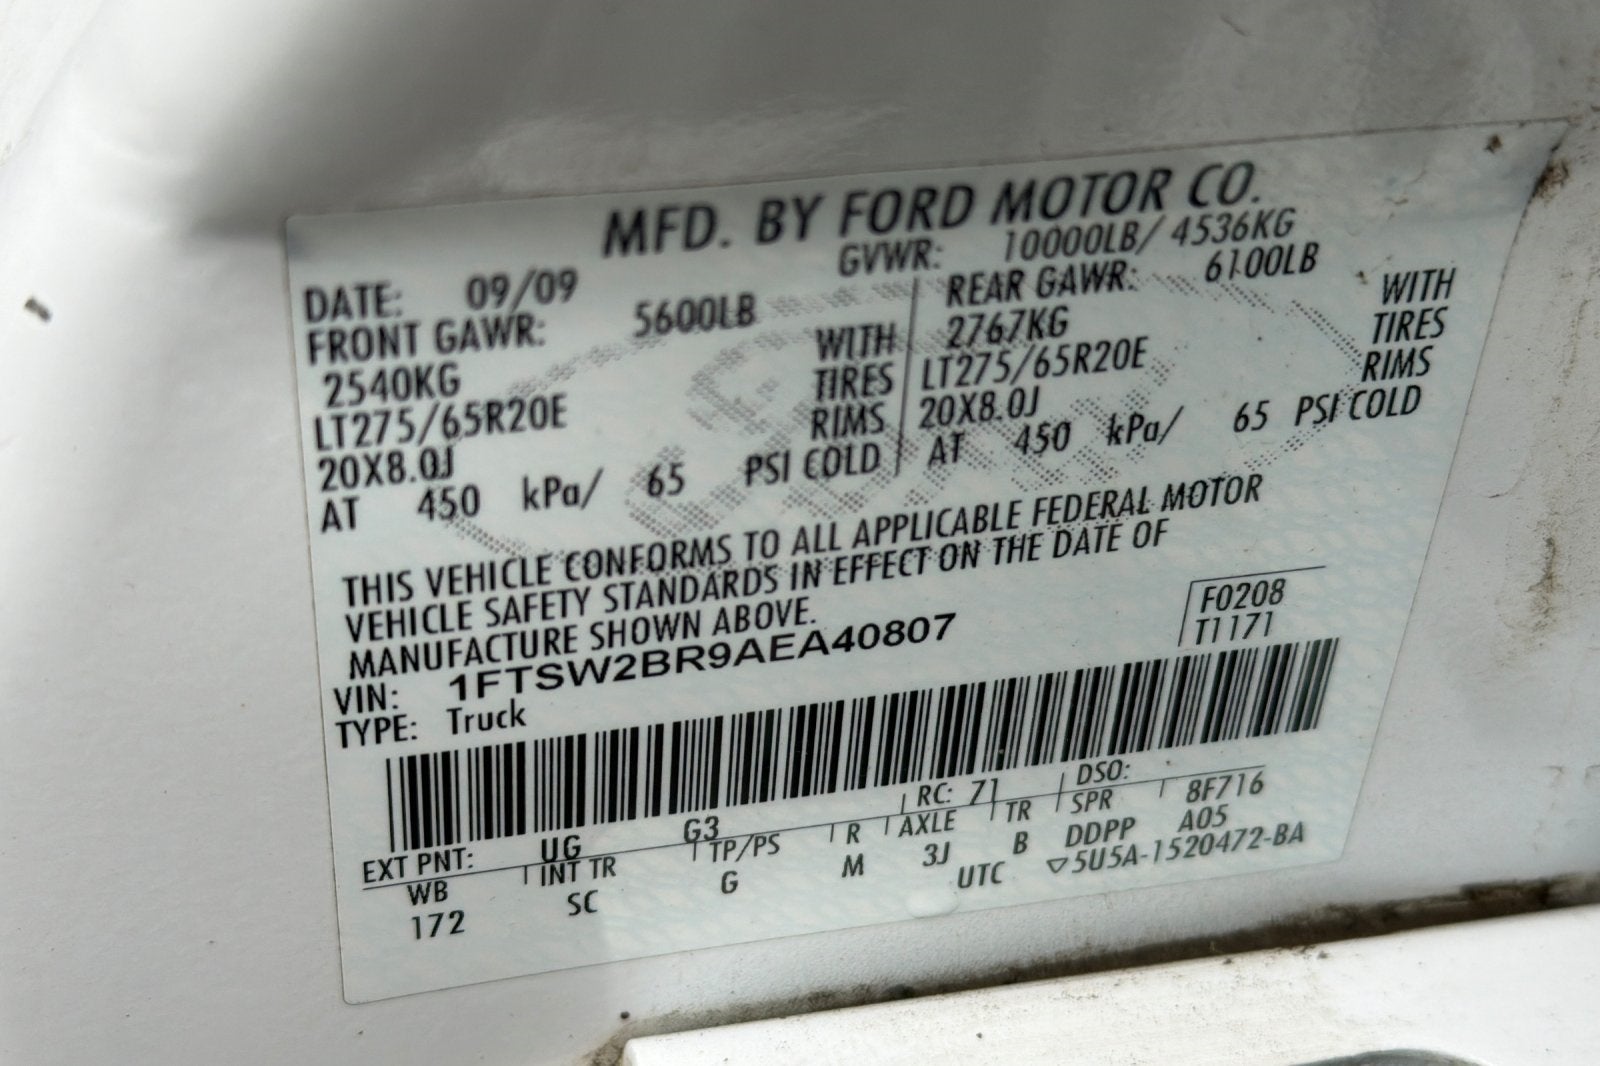 MFD. BY FORD MOTOR CO.
DATE: 09/09 GVWR: 10000LB/ 4536KG
FRONT GAWR: 5600LB REAR GAWR: 6100LB
2540KG WITH 2767KG WITH
LT275/65R20E TIRES LT275/65R20E TIRES
20X8.0J RIMS 20X8.0J RIMS
AT 450 kPa/ 65 PSI COLD AT 450 kPa/ 65 PSI COLD
THIS VEHICLE CONFORMS TO ALL APPLICABLE FEDERAL MOTOR
VEHICLE SAFETY STANDARDS IN EFFECT ON THE DATE OF
MANUFACTURE SHOWN ABOVE.
F0208
VIN: 1FTSW2BR9AEA40807 T1171
TYPE: Truck
EXT PNT: UG G3 RC: 71 DSO:
WB INT TR TP/PS R AXLE TR SPR 8F716
172 SC G M 3J B DDPP A05
UTC ▽5U5A-1520472-BA